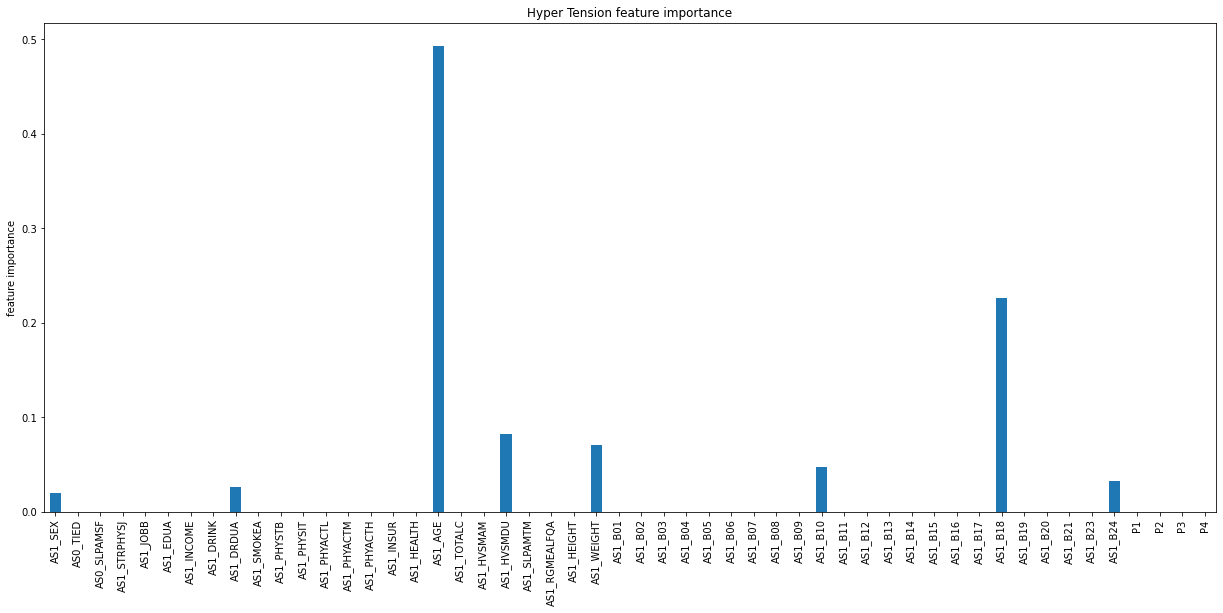 Hyper Tension feature importance
0.5
0.4
0.3
0.2
0.1
0.0
feature importance
AS1_SEX
AS0_TIED
AS0_SLPAMSF
AS1_STRPHYSJ
AS1_JOBB
AS1_EDUA
AS1_INCOME
AS1_DRINK
AS1_DRDUA
AS1_SMOKEA
AS1_PHYSTB
AS1_PHYSIT
AS1_PHYACTL
AS1_PHYACTM
AS1_PHYACTH
AS1_INSUR
AS1_HEALTH
AS1_AGE
AS1_TOTALC
AS1_HVSMAM
AS1_HVSMDU
AS1_SLPAMTM
AS1_RGMEALFQA
AS1_HEIGHT
AS1_WEIGHT
AS1_B01
AS1_B02
AS1_B03
AS1_B04
AS1_B05
AS1_B06
AS1_B07
AS1_B08
AS1_B09
AS1_B10
AS1_B11
AS1_B12
AS1_B13
AS1_B14
AS1_B15
AS1_B16
AS1_B17
AS1_B18
AS1_B19
AS1_B20
AS1_B21
AS1_B23
AS1_B24
P1
P2
P3
P4